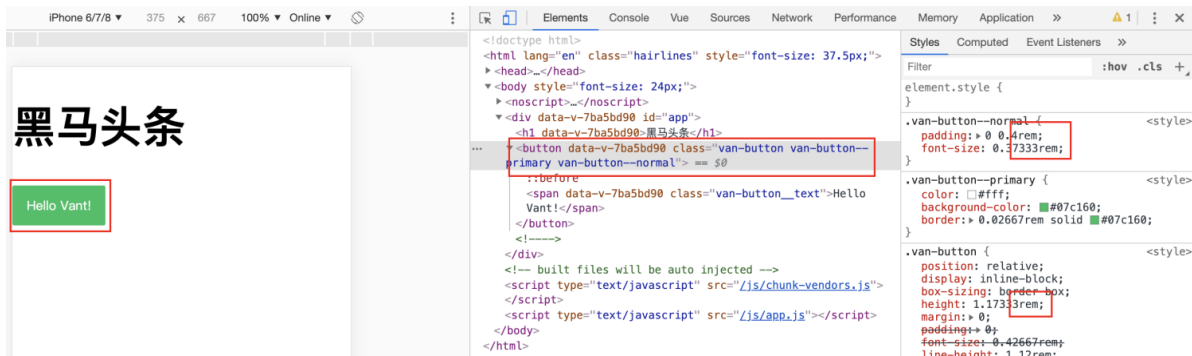 iPhone 6/7/8 ▼ 375 × 667 100% ▼ Online ▼
黑马头条
Hello Vant!
Elements Console Vue Sources Network Performance Memory Application » 1
<!doctype html>
<html lang="en" class="hairlines" style="font-size: 37.5px;">
▶<head>…</head>
▼<body style="font-size: 24px;">
▶<noscript>…</noscript>
▼<div data-v-7ba5bd90 id="app">
<h1 data-v-7ba5bd90>黑马头条</h1>
… ▼<button data-v-7ba5bd90 class="van-button van-button--
primary van-button--normal"> == $0
::before
<span data-v-7ba5bd90 class="van-button__text">Hello
Vant!</span>
</button>
<!---->
</div>
<!-- built files will be auto injected -->
<script type="text/javascript" src="/js/chunk-vendors.js">
</script>
<script type="text/javascript" src="/js/app.js"></script>
</body>
</html>
Styles Computed Event Listeners »
Filter :hov .cls +
element.style {
}
.van-button--normal { <style>
padding:▶ 0 0.4rem;
font-size: 0.37333rem;
}
.van-button--primary { <style>
color: #fff;
background-color: #07c160;
border:▶ 0.02667rem solid #07c160;
}
.van-button { <style>
position: relative;
display: inline-block;
box-sizing: border-box;
height: 1.17333rem;
margin:▶ 0;
padding:▶ 0;
font-size: 0.42667rem;
line-height: 1.12rem;